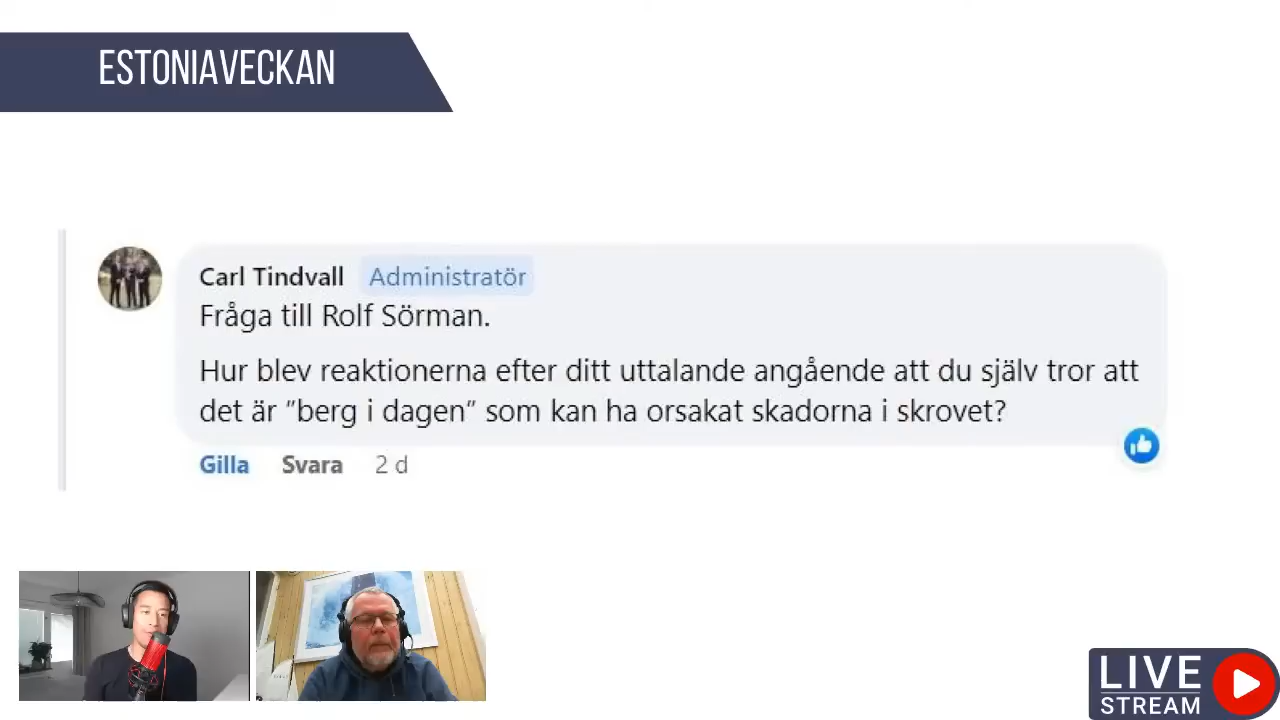 ESTONIAVECKAN
Carl Tindvall Administratör
Fråga till Rolf Sörman.
Hur blev reaktionerna efter ditt uttalande angående att du själv tror att
det är ”berg i dagen” som kan ha orsakat skadorna i skrovet?
Gilla Svara 2 d
LIVE
STREAM